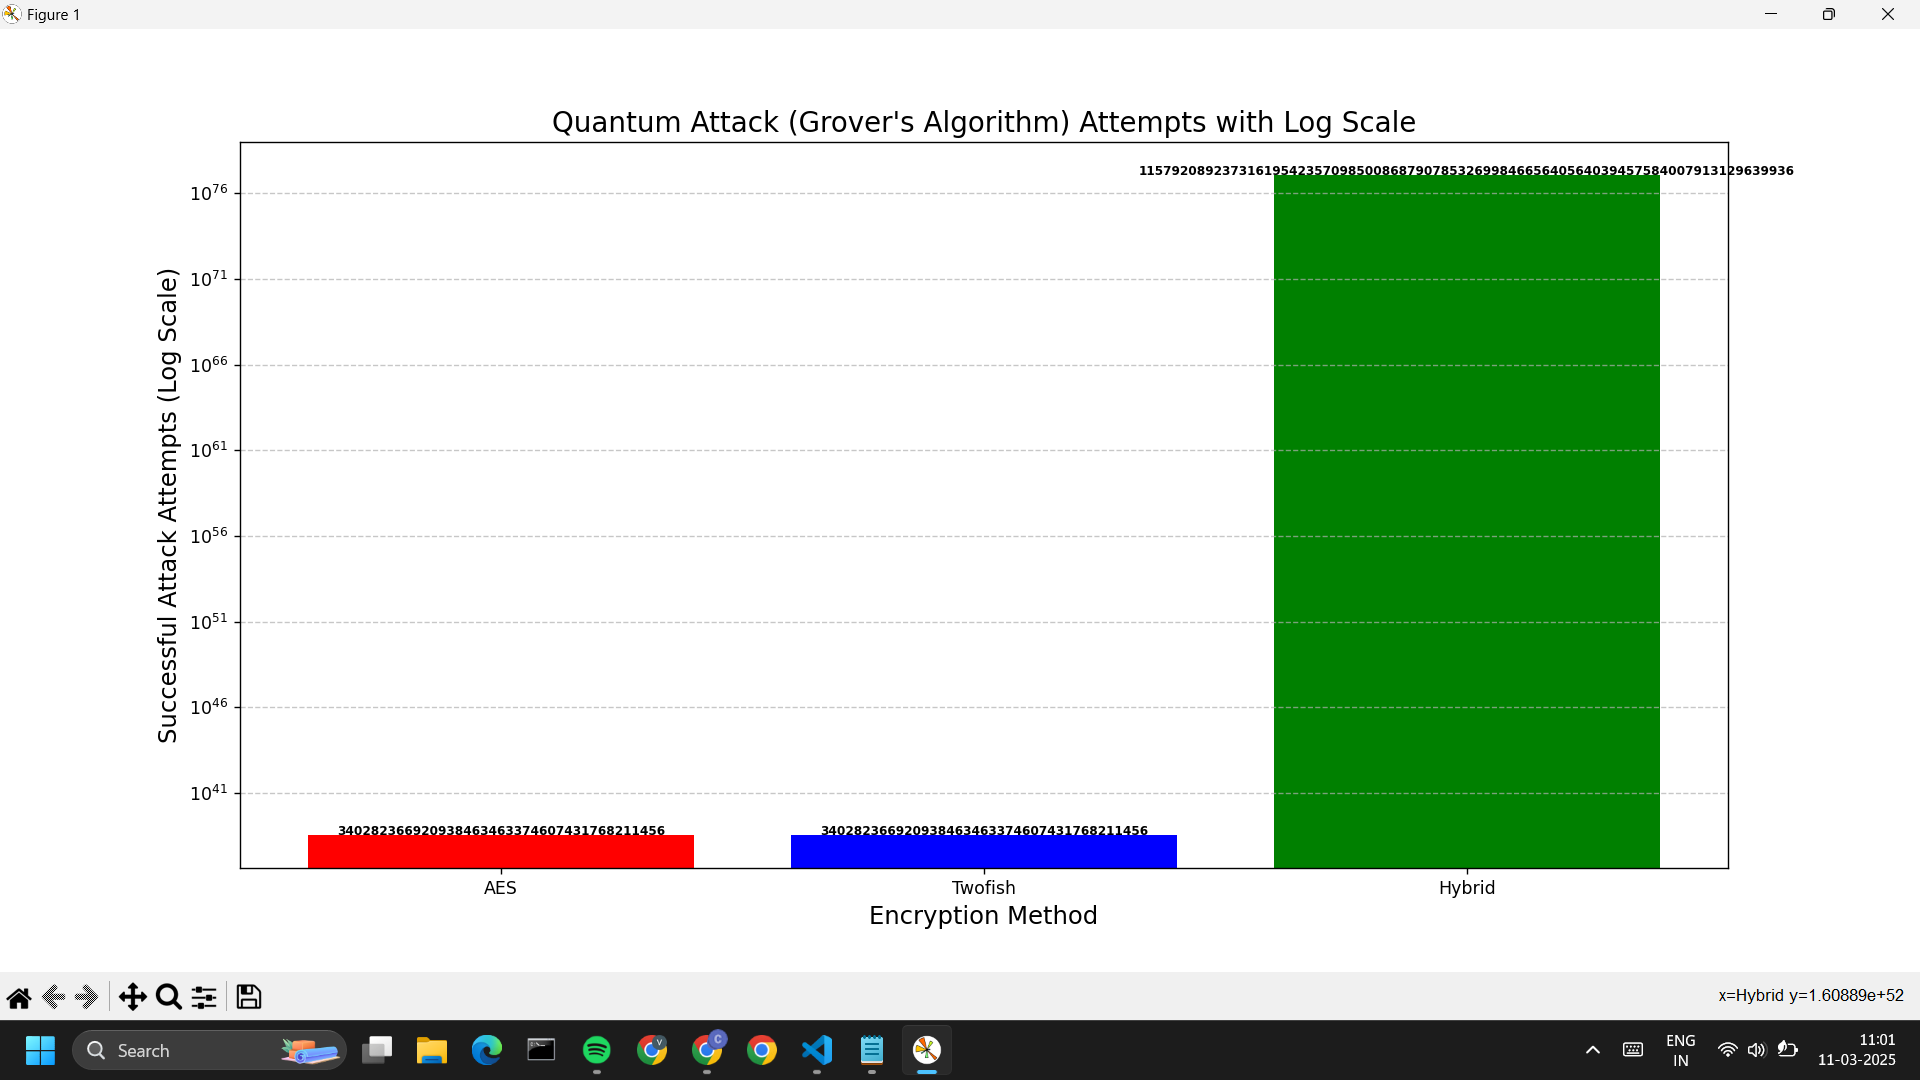 Figure 1
Quantum Attack (Grover's Algorithm) Attempts with Log Scale
115792089237316195423570985008687907853269984665640564039457584007913129639936
10^76
10^71
10^66
10^61
10^56
10^51
10^46
10^41
Successful Attack Attempts (Log Scale)
340282366920938463463374607431768211456
340282366920938463463374607431768211456
AES
Twofish
Hybrid
Encryption Method
x=Hybrid y=1.60889e+52
Search
V
C
ENG
IN
11:01
11-03-2025